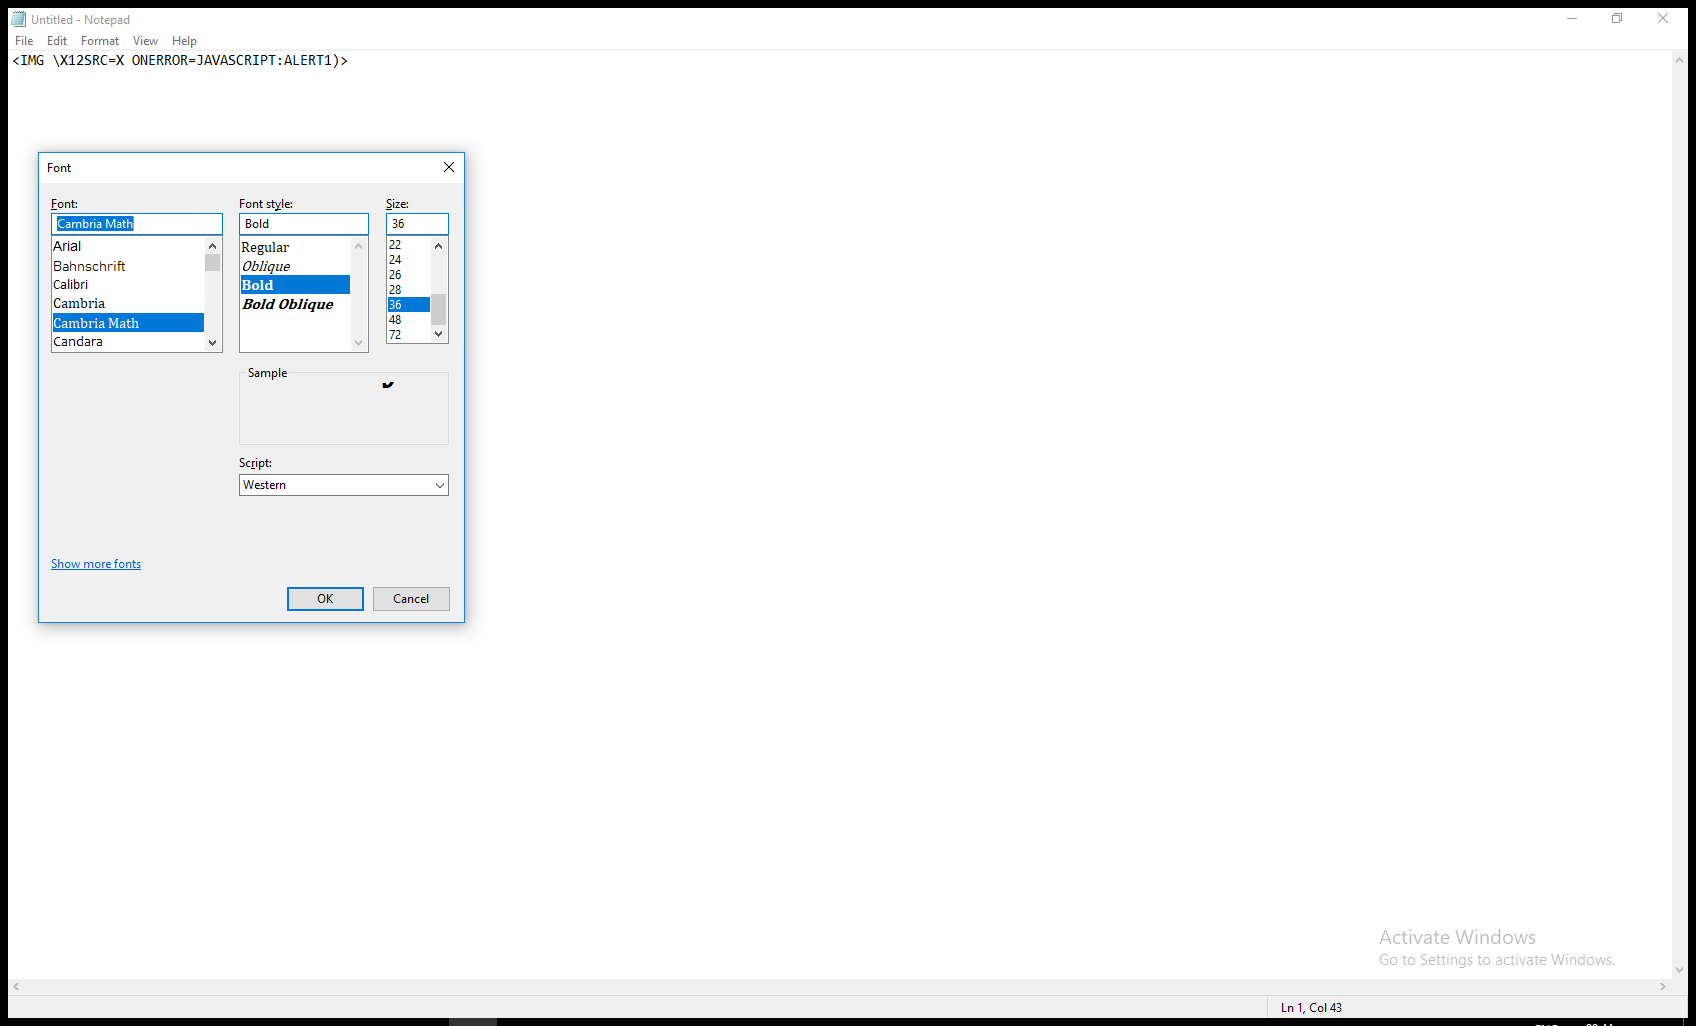 Untitled - Notepad
File Edit Format View Help
<IMG \X12SRC=X ONERROR=JAVASCRIPT:ALERT1)>
Font
Font: Font style: Size:
Cambria Math Bold 36
Arial
Bahnschrift
Calibri
Cambria
Cambria Math
Candara
Regular
Oblique
Bold
Bold Oblique
22
24
26
28
36
48
72
Sample
Script:
Western
Show more fonts
OK Cancel
Activate Windows
Go to Settings to activate Windows.
Ln 1, Col 43